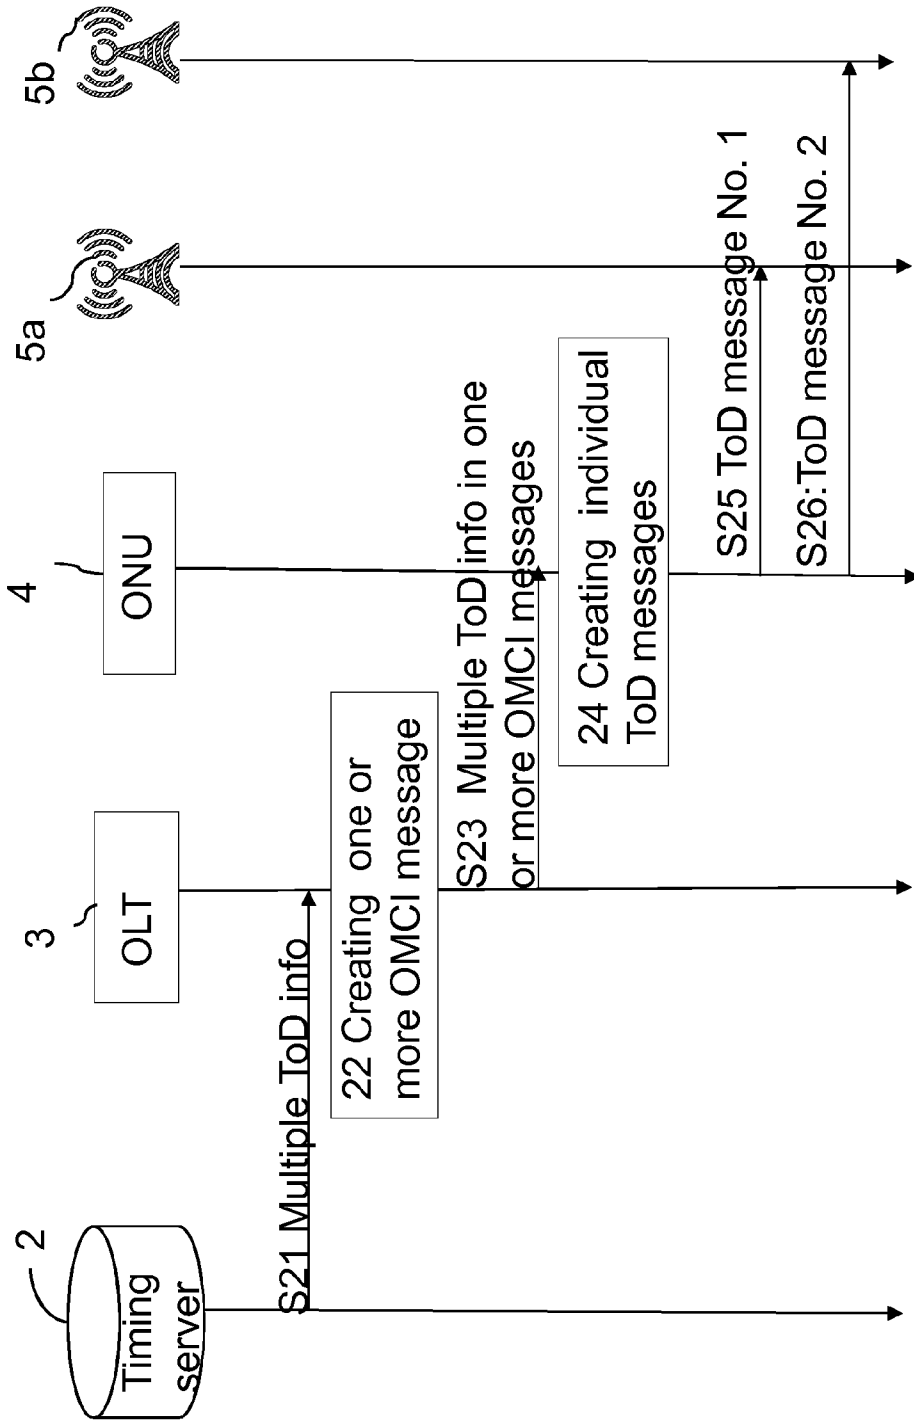 2
Timing
server
3
OLT
4
ONU
5a
5b
S21 Multiple ToD info
22 Creating one or
more OMCI message
S23 Multiple ToD info in one
or more OMCI messages
24 Creating individual
ToD messages
S25 ToD message No. 1
S26:ToD message No. 2